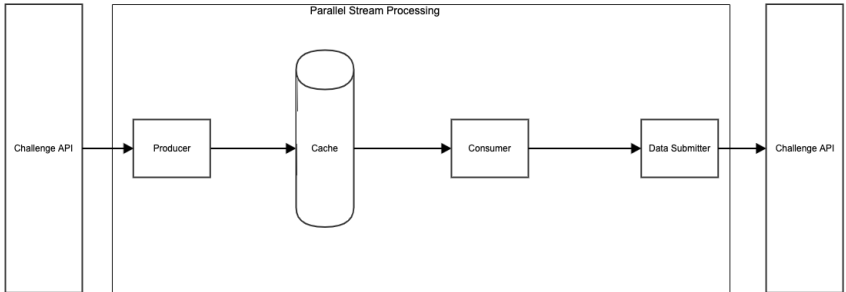 Parallel Stream Processing
Challenge API
Producer
Cache
Consumer
Data Submitter
Challenge API